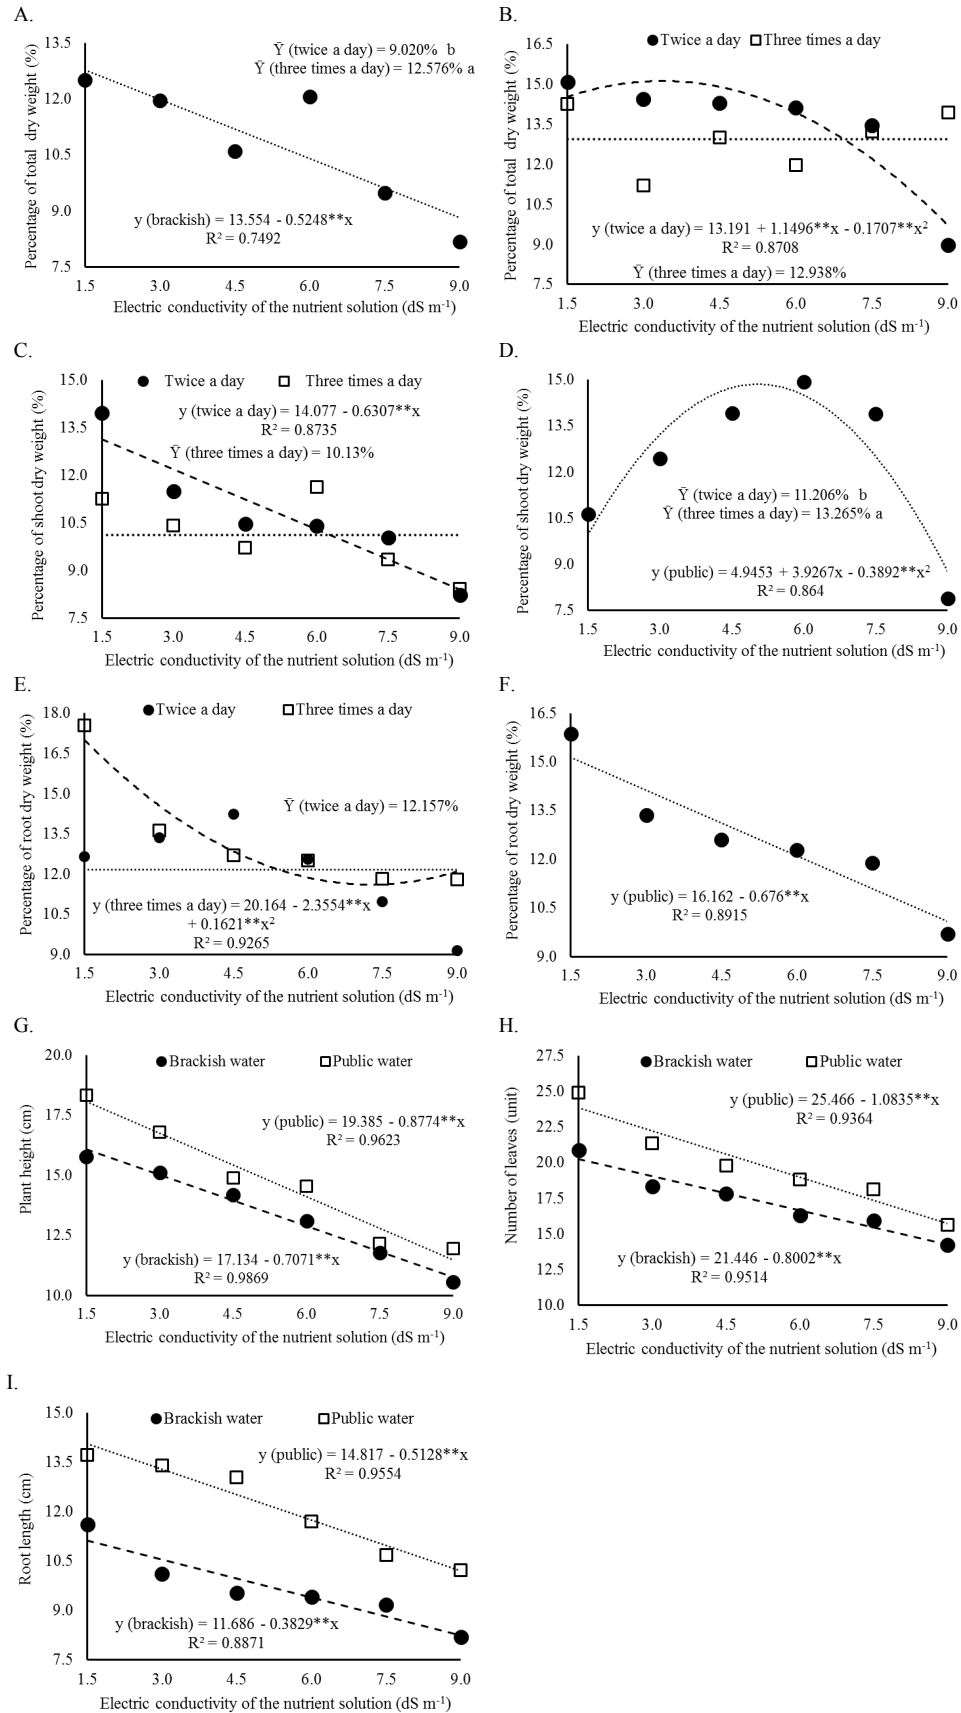 A.
13.5
12.0
10.5
9.0
7.5
Percentage of total dry weight (%)
Ȳ (twice a day) = 9.020% b
Ȳ (three times a day) = 12.576% a
y (brackish) = 13.554 - 0.5248**x
R² = 0.7492
1.5 3.0 4.5 6.0 7.5 9.0
Electric conductivity of the nutrient solution (dS m⁻¹)
B.
Twice a day Three times a day
16.5
15.0
13.5
12.0
10.5
9.0
7.5
Percentage of total dry weight (%)
y (twice a day) = 13.191 + 1.1496**x - 0.1707**x²
R² = 0.8708
Ȳ (three times a day) = 12.938%
1.5 3.0 4.5 6.0 7.5 9.0
Electric conductivity of the nutrient solution (dS m⁻¹)
C.
Twice a day Three times a day
15.0
13.5
12.0
10.5
9.0
7.5
Percentage of shoot dry weight (%)
y (twice a day) = 14.077 - 0.6307**x
R² = 0.8735
Ȳ (three times a day) = 10.13%
1.5 3.0 4.5 6.0 7.5 9.0
Electric conductivity of the nutrient solution (dS m⁻¹)
D.
15.0
13.5
12.0
10.5
9.0
7.5
Percentage of shoot dry weight (%)
Ȳ (twice a day) = 11.206% b
Ȳ (three times a day) = 13.265% a
y (public) = 4.9453 + 3.9267x - 0.3892**x²
R² = 0.864
1.5 3.0 4.5 6.0 7.5 9.0
Electric conductivity of the nutrient solution (dS m⁻¹)
E.
Twice a day Three times a day
18.0
16.5
15.0
13.5
12.0
10.5
9.0
Percentage of root dry weight (%)
Ȳ (twice a day) = 12.157%
y (three times a day) = 20.164 - 2.3554**x
+ 0.1621**x²
R² = 0.9265
1.5 3.0 4.5 6.0 7.5 9.0
Electric conductivity of the nutrient solution (dS m⁻¹)
F.
16.5
15.0
13.5
12.0
10.5
9.0
Percentage of root dry weight (%)
y (public) = 16.162 - 0.676**x
R² = 0.8915
1.5 3.0 4.5 6.0 7.5 9.0
Electric conductivity of the nutrient solution (dS m⁻¹)
G.
Brackish water Public water
20.0
17.5
15.0
12.5
10.0
Plant height (cm)
y (public) = 19.385 - 0.8774**x
R² = 0.9623
y (brackish) = 17.134 - 0.7071**x
R² = 0.9869
1.5 3.0 4.5 6.0 7.5 9.0
Electric conductivity of the nutrient solution (dS m⁻¹)
H.
Brackish water Public water
27.5
25.0
22.5
20.0
17.5
15.0
12.5
10.0
Number of leaves (unit)
y (public) = 25.466 - 1.0835**x
R² = 0.9364
y (brackish) = 21.446 - 0.8002**x
R² = 0.9514
1.5 3.0 4.5 6.0 7.5 9.0
Electric conductivity of the nutrient solution (dS m⁻¹)
I.
Brackish water Public water
15.0
13.5
12.0
10.5
9.0
7.5
Root length (cm)
y (public) = 14.817 - 0.5128**x
R² = 0.9554
y (brackish) = 11.686 - 0.3829**x
R² = 0.8871
1.5 3.0 4.5 6.0 7.5 9.0
Electric conductivity of the nutrient solution (dS m⁻¹)